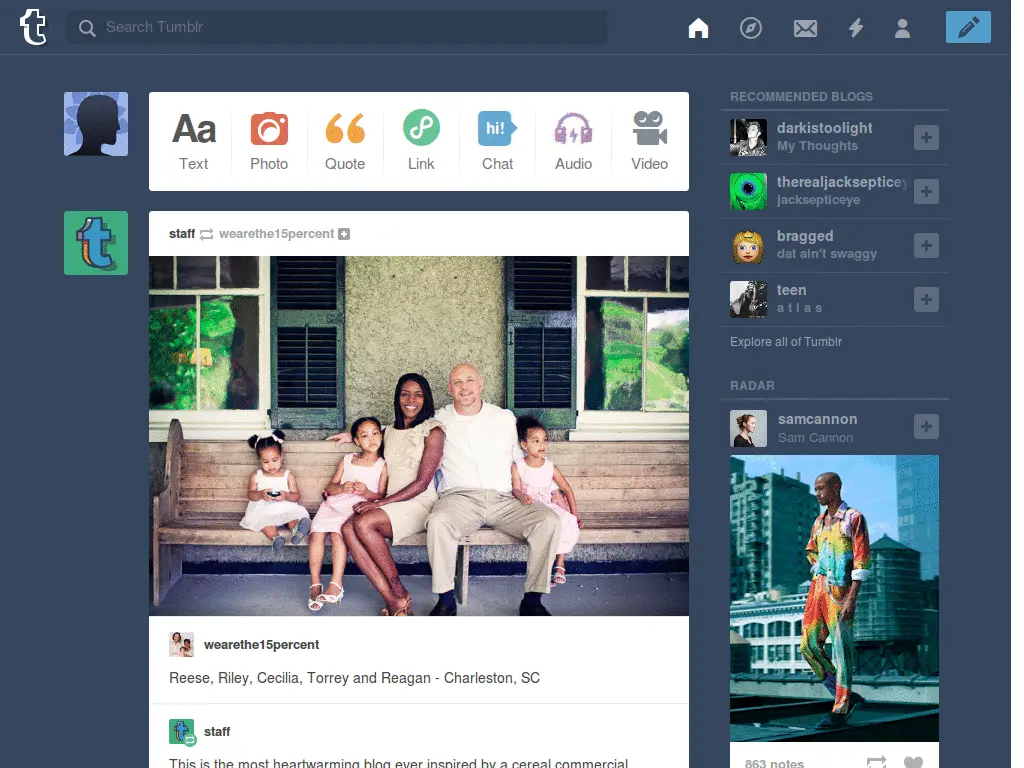 Search Tumblr
Aa
Text
Photo
Quote
Link
hi!
Chat
Audio
Video
staff wearethe15percent
wearethe15percent
Reese, Riley, Cecilia, Torrey and Reagan - Charleston, SC
staff
This is the most heartwarming blog ever inspired by a cereal commercial
RECOMMENDED BLOGS
darkistoolight
My Thoughts
therealjacksepticey
jacksepticeye
bragged
dat ain't swaggy
teen
a t l a s
Explore all of Tumblr
RADAR
samcannon
Sam Cannon
863 notes